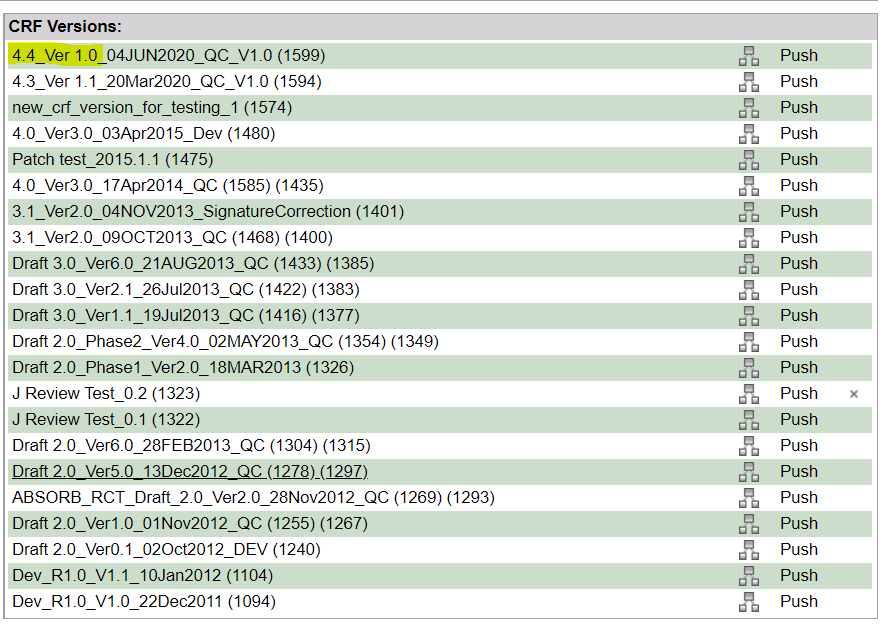 CRF Versions:
4.4_Ver 1.0_04JUN2020_QC_V1.0 (1599) Push
4.3_Ver 1.1_20Mar2020_QC_V1.0 (1594) Push
new_crf_version_for_testing_1 (1574) Push
4.0_Ver3.0_03Apr2015_Dev (1480) Push
Patch test_2015.1.1 (1475) Push
4.0_Ver3.0_17Apr2014_QC (1585) (1435) Push
3.1_Ver2.0_04NOV2013_SignatureCorrection (1401) Push
3.1_Ver2.0_09OCT2013_QC (1468) (1400) Push
Draft 3.0_Ver6.0_21AUG2013_QC (1433) (1385) Push
Draft 3.0_Ver2.1_26Jul2013_QC (1422) (1383) Push
Draft 3.0_Ver1.1_19Jul2013_QC (1416) (1377) Push
Draft 2.0_Phase2_Ver4.0_02MAY2013_QC (1354) (1349) Push
Draft 2.0_Phase1_Ver2.0_18MAR2013 (1326) Push
J Review Test_0.2 (1323) Push
J Review Test_0.1 (1322) Push
Draft 2.0_Ver6.0_28FEB2013_QC (1304) (1315) Push
Draft 2.0_Ver5.0_13Dec2012_QC (1278) (1297) Push
ABSORB_RCT_Draft_2.0_Ver2.0_28Nov2012_QC (1269) (1293) Push
Draft 2.0_Ver1.0_01Nov2012_QC (1255) (1267) Push
Draft 2.0_Ver0.1_02Oct2012_DEV (1240) Push
Dev_R1.0_V1.1_10Jan2012 (1104) Push
Dev_R1.0_V1.0_22Dec2011 (1094) Push